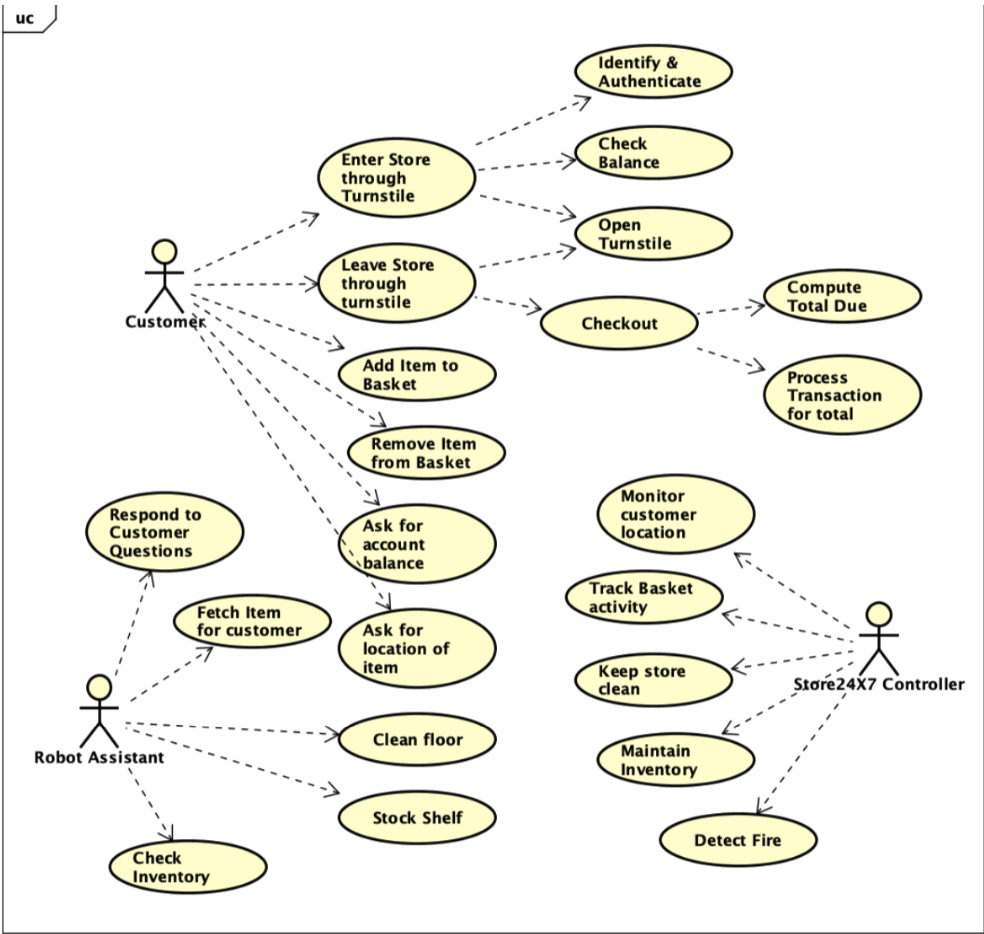 uc
Identify &
Authenticate
Check
Balance
Enter Store
through
Turnstile
Open
Turnstile
Leave Store
through
turnstile
Compute
Total Due
Customer
Checkout
Add Item to
Basket
Process
Transaction
for total
Remove Item
from Basket
Monitor
customer
location
Respond to
Customer
Questions
Ask for
account
balance
Track Basket
activity
Fetch Item
for customer
Ask for
location of
item
Keep store
clean
Store24X7 Controller
Robot Assistant
Clean floor
Maintain
Inventory
Stock Shelf
Detect Fire
Check
Inventory